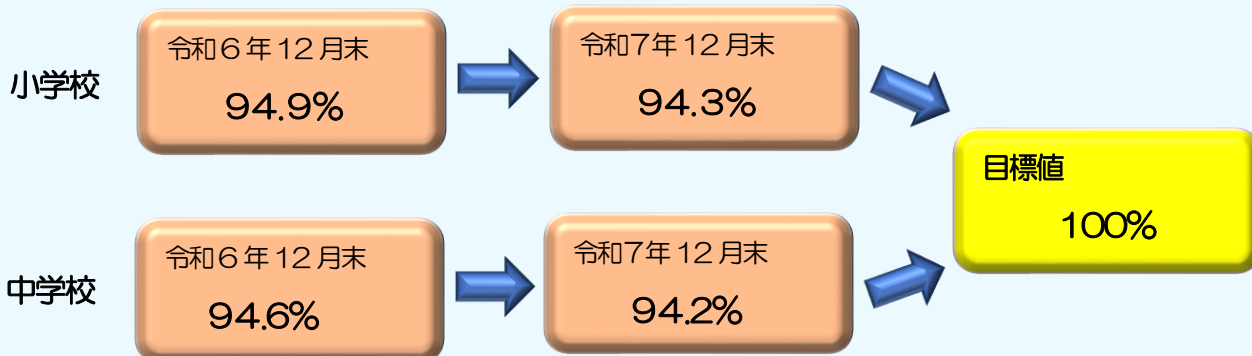 小学校
令和6年12月末
94.9%
令和7年12月末
94.3%
中学校
令和6年12月末
94.6%
令和7年12月末
94.2%
目標値
100%